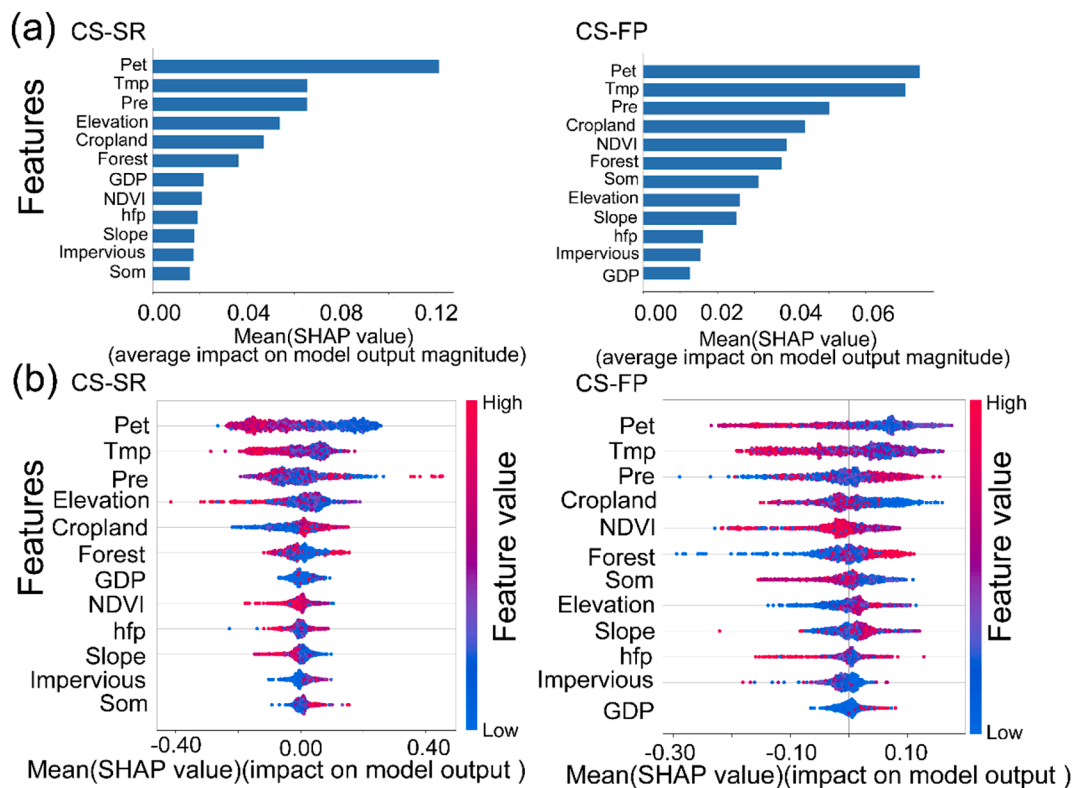 (a)
CS-SR
Features
Pet
Tmp
Pre
Elevation
Cropland
Forest
GDP
NDVI
hfp
Slope
Impervious
Som
0.00 0.04 0.08 0.12
Mean(SHAP value)
(average impact on model output magnitude)
CS-FP
Pet
Tmp
Pre
Cropland
NDVI
Forest
Som
Elevation
Slope
hfp
Impervious
GDP
0.00 0.02 0.04 0.06
Mean(SHAP value)
(average impact on model output magnitude)
(b)
CS-SR
Features
Pet
Tmp
Pre
Elevation
Cropland
Forest
GDP
NDVI
hfp
Slope
Impervious
Som
-0.40 0.00 0.40
Mean(SHAP value)(impact on model output )
High
Feature value
Low
CS-FP
Pet
Tmp
Pre
Cropland
NDVI
Forest
Som
Elevation
Slope
hfp
Impervious
GDP
-0.30 -0.10 0.10
Mean(SHAP value)(impact on model output )
High
Feature value
Low